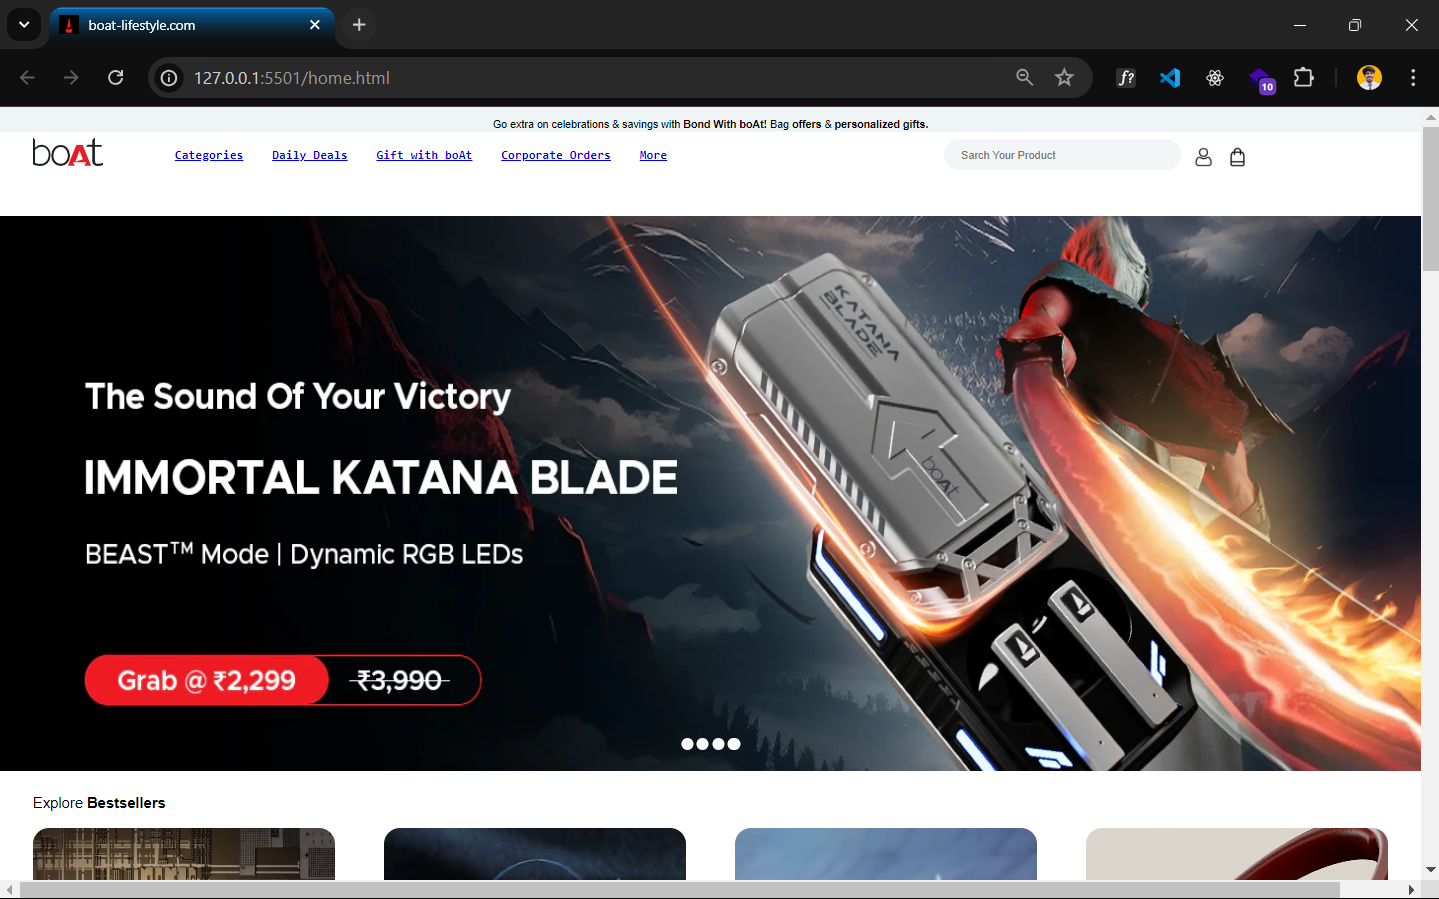 boat-lifestyle.com
127.0.0.1:5501/home.html
f?
10
Go extra on celebrations & savings with Bond With boAt! Bag offers & personalized gifts.
boAt
Categories Daily Deals Gift with boAt Corporate Orders More
Sarch Your Product
KATANA
BLADE
The Sound Of Your Victory
IMMORTAL KATANA BLADE
boAt
BEAST™ Mode | Dynamic RGB LEDs
Grab @ ₹2,299 ₹3,990
Explore Bestsellers